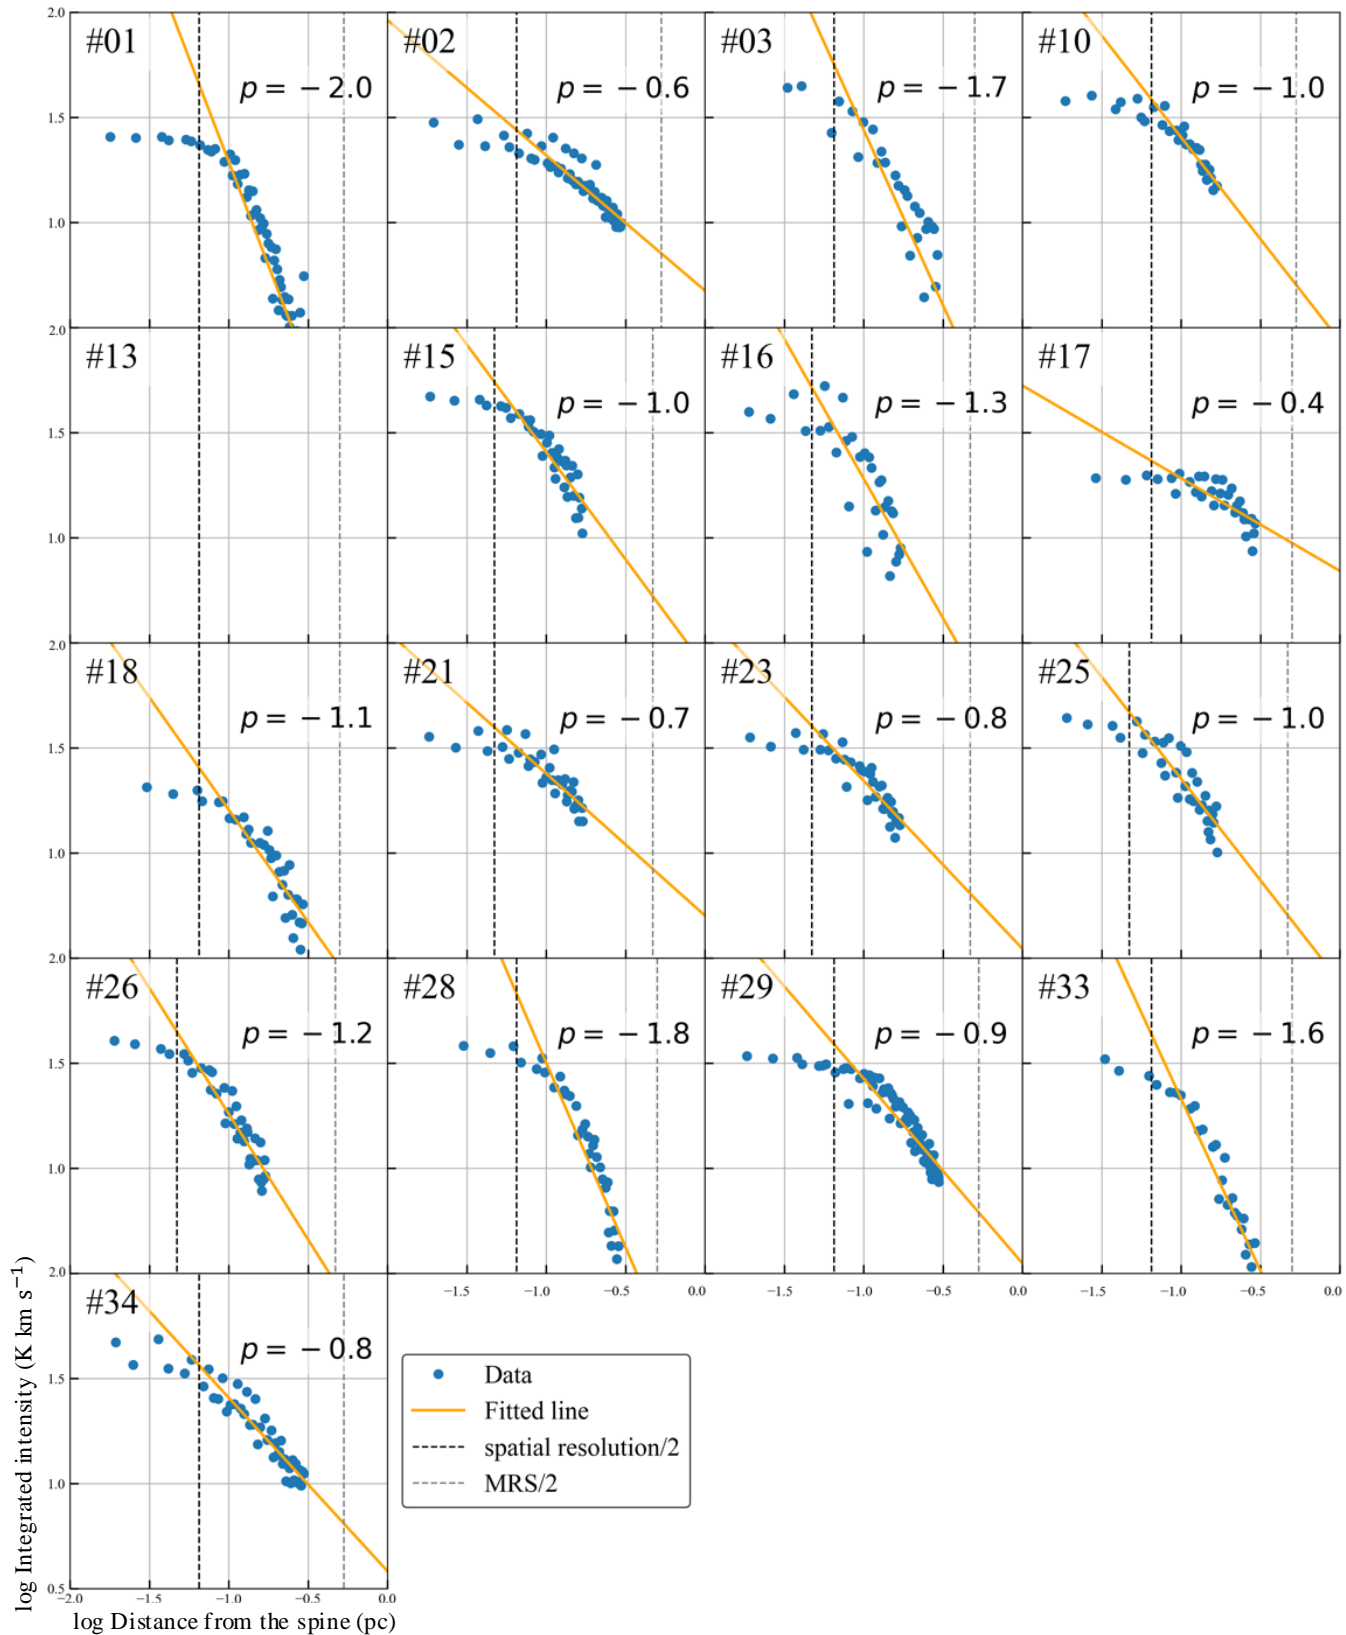 2.0
#01
p = −2.0
#02
p = −0.6
#03
p = −1.7
#10
p = −1.0
1.5
1.0
2.0
#13
#15
p = −1.0
#16
p = −1.3
#17
p = −0.4
1.5
1.0
2.0
#18
p = −1.1
#21
p = −0.7
#23
p = −0.8
#25
p = −1.0
1.5
1.0
2.0
#26
p = −1.2
#28
p = −1.8
#29
p = −0.9
#33
p = −1.6
1.5
1.0
2.0
−1.5 −1.0 −0.5 0.0 −1.5 −1.0 −0.5 0.0 −1.5 −1.0 −0.5 0.0
#34
p = −0.8
1.5
1.0
0.5
−2.0 −1.5 −1.0 −0.5 0.0
log Distance from the spine (pc)
log Integrated intensity (K km s⁻¹)
Data
Fitted line
spatial resolution/2
MRS/2